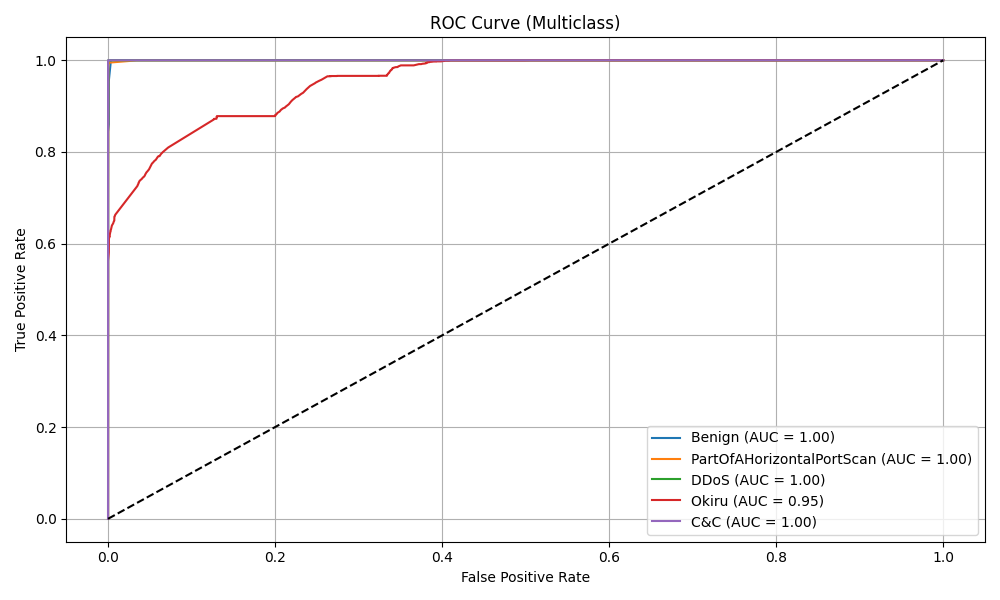 ROC Curve (Multiclass)
True Positive Rate
1.0
0.8
0.6
0.4
0.2
0.0
0.0 0.2 0.4 0.6 0.8 1.0
False Positive Rate
Benign (AUC = 1.00)
PartOfAHorizontalPortScan (AUC = 1.00)
DDoS (AUC = 1.00)
Okiru (AUC = 0.95)
C&C (AUC = 1.00)